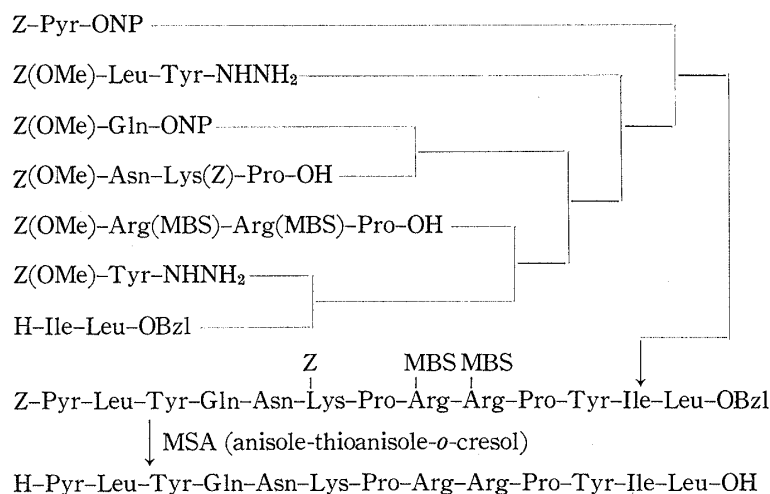 Z–Pyr–ONP
Z(OMe)–Leu–Tyr–NHNH₂
Z(OMe)–Gln–ONP
Z(OMe)–Asn–Lys(Z)–Pro–OH
Z(OMe)–Arg(MBS)–Arg(MBS)–Pro–OH
Z(OMe)–Tyr–NHNH₂
H–Ile–Leu–OBzl
Z MBS MBS
Z–Pyr–Leu–Tyr–Gln–Asn–Lys–Pro–Arg–Arg–Pro–Tyr–Ile–Leu–OBzl
MSA (anisole-thioanisole-o-cresol)
H–Pyr–Leu–Tyr–Gln–Asn–Lys–Pro–Arg–Arg–Pro–Tyr–Ile–Leu–OH